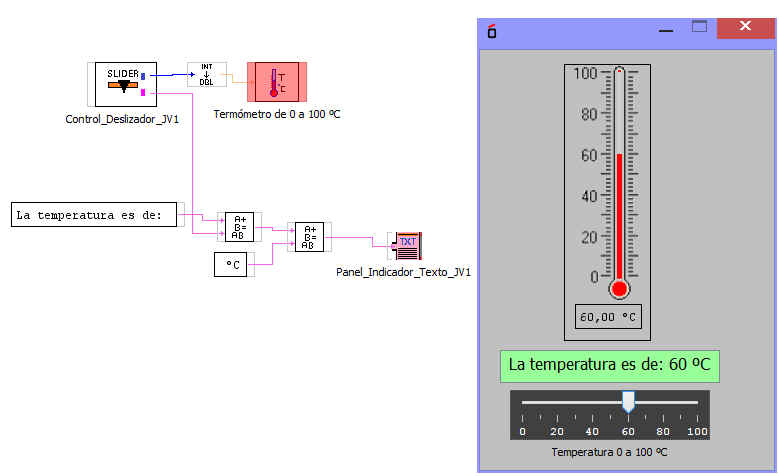 SLIDER
INT
DBL
T
°C
Control_Deslizador_JV1
Termómetro de 0 a 100 ºC
La temperatura es de:
A+
B=
AB
A+
B=
AB
ºC
TXT
Panel_Indicador_Texto_JV1
100
80
60
40
20
0
60,00 ºC
La temperatura es de: 60 ºC
0 20 40 60 80 100
Temperatura 0 a 100 ºC